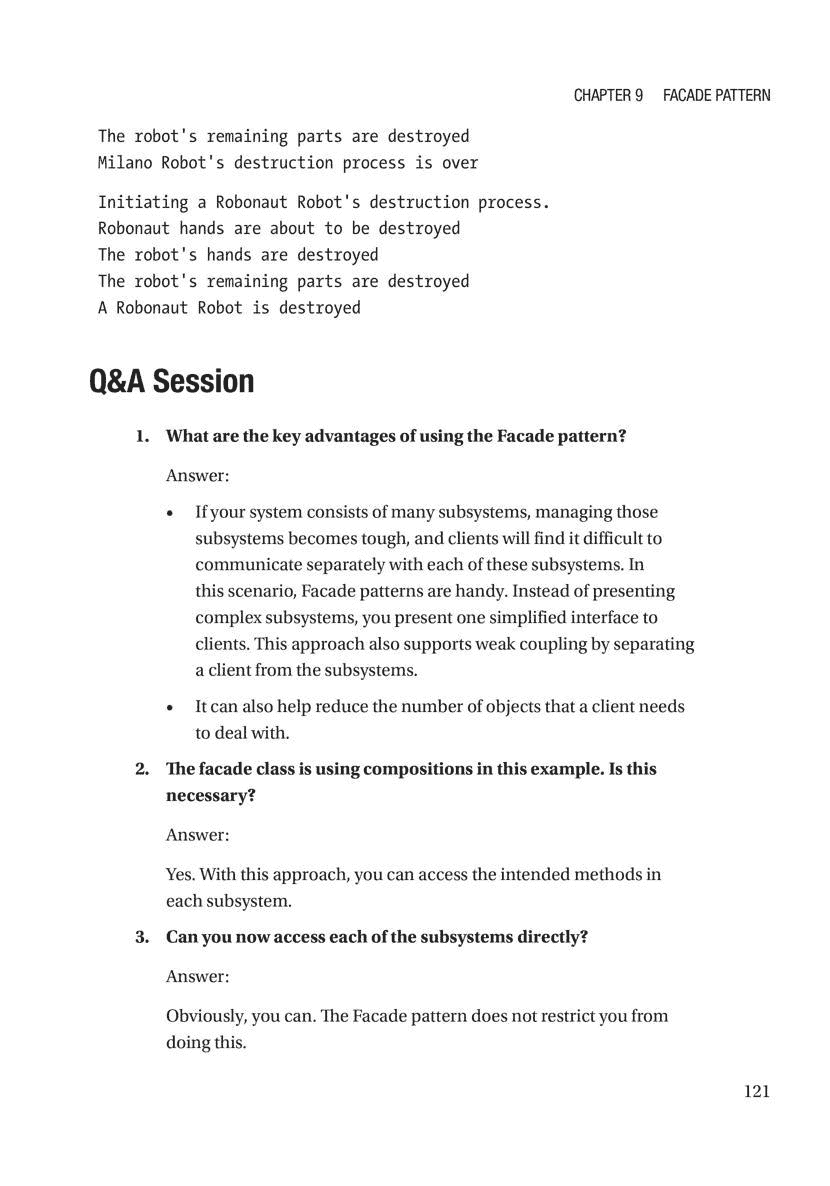 CHAPTER 9 FACADE PATTERN
The robot's remaining parts are destroyed
Milano Robot's destruction process is over
Initiating a Robonaut Robot's destruction process.
Robonaut hands are about to be destroyed
The robot's hands are destroyed
The robot's remaining parts are destroyed
A Robonaut Robot is destroyed
Q&A Session
1. What are the key advantages of using the Facade pattern?
Answer:
• If your system consists of many subsystems, managing those
subsystems becomes tough, and clients will find it difficult to
communicate separately with each of these subsystems. In
this scenario, Facade patterns are handy. Instead of presenting
complex subsystems, you present one simplified interface to
clients. This approach also supports weak coupling by separating
a client from the subsystems.
• It can also help reduce the number of objects that a client needs
to deal with.
2. The facade class is using compositions in this example. Is this
necessary?
Answer:
Yes. With this approach, you can access the intended methods in
each subsystem.
3. Can you now access each of the subsystems directly?
Answer:
Obviously, you can. The Facade pattern does not restrict you from
doing this.
121